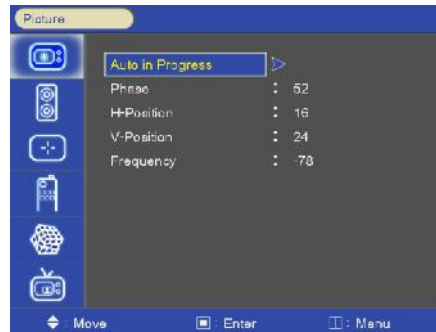 Picture
Auto in Progress
Phase : 52
H-Position : 16
V-Position : 24
Frequency : -78
: Move : Enter : Menu